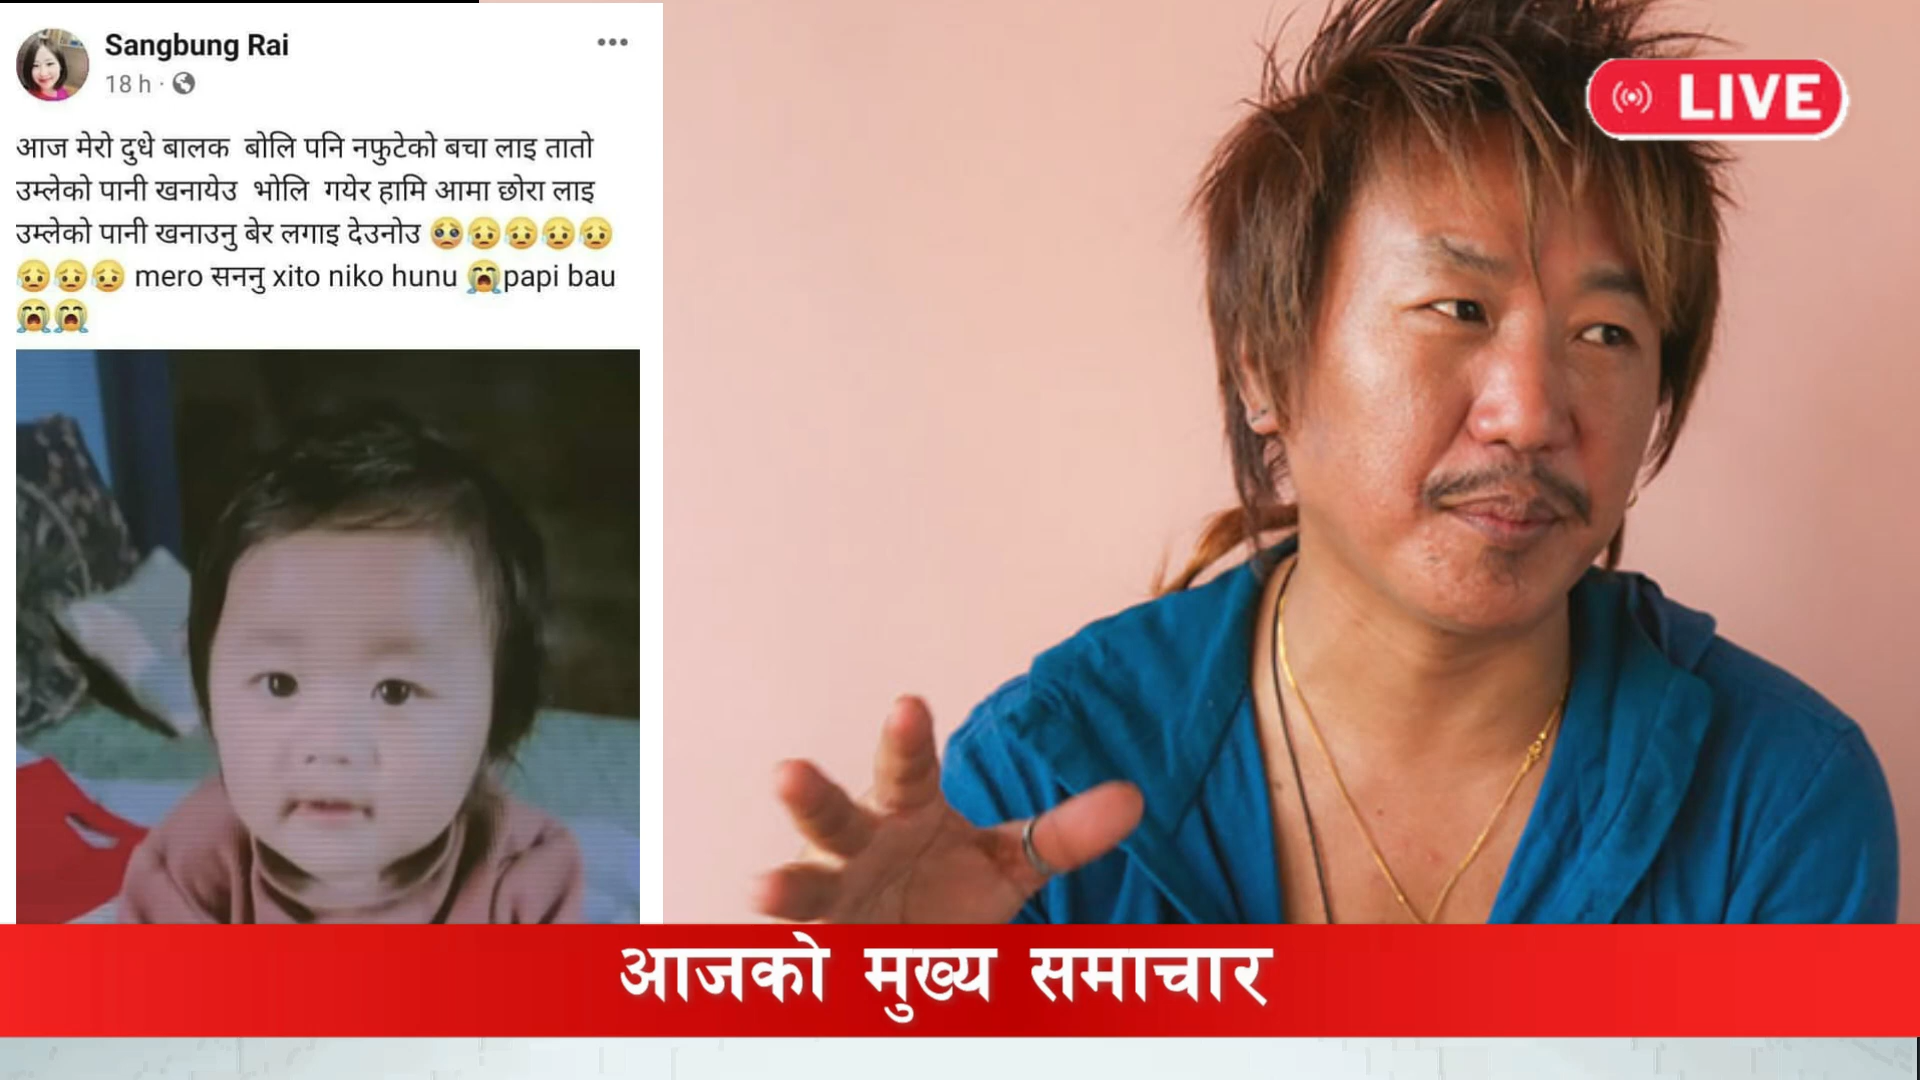 Sangbung Rai
18 h ·
आज मेरो दुधे बालक बोलि पनि नफुटेको बचा लाइ तातो
उम्लेको पानी खनायेउ भोलि गयेर हामि आमा छोरा लाइ
उम्लेको पानी खनाउनु बेर लगाइ देउनोउ 🥺😥😥😥😥
😥😥😥 mero सननु xito niko hunu 😭papi bau
😭😭
LIVE
आजको मुख्य समाचार